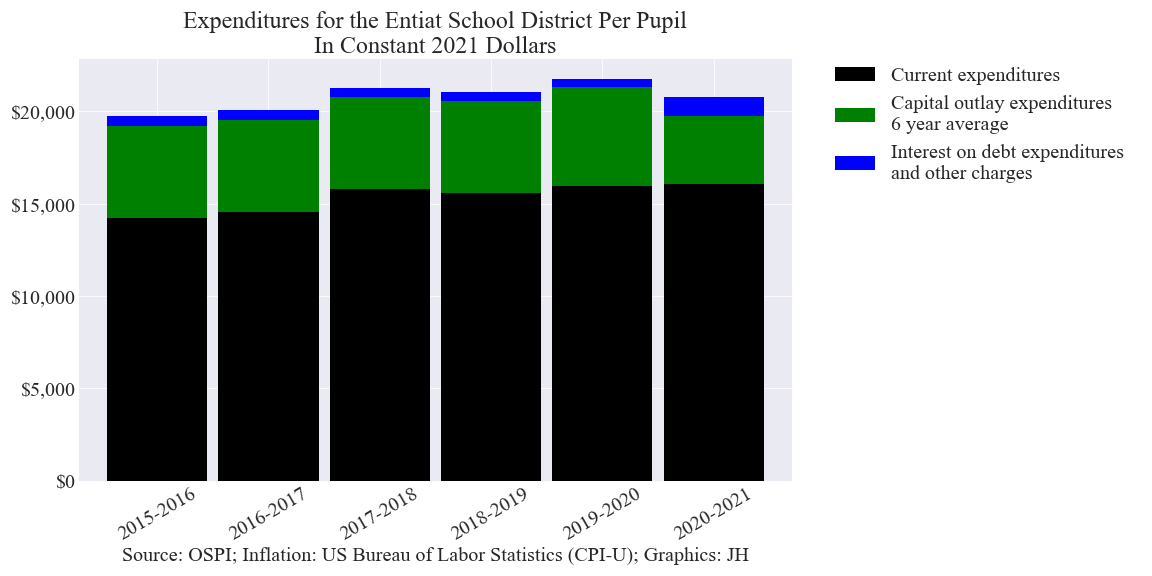 Expenditures for the Entiat School District Per Pupil
In Constant 2021 Dollars
$20,000
$15,000
$10,000
$5,000
$0
2015-2016
2016-2017
2017-2018
2018-2019
2019-2020
2020-2021
Source: OSPI; Inflation: US Bureau of Labor Statistics (CPI-U); Graphics: JH
Current expenditures
Capital outlay expenditures
6 year average
Interest on debt expenditures
and other charges